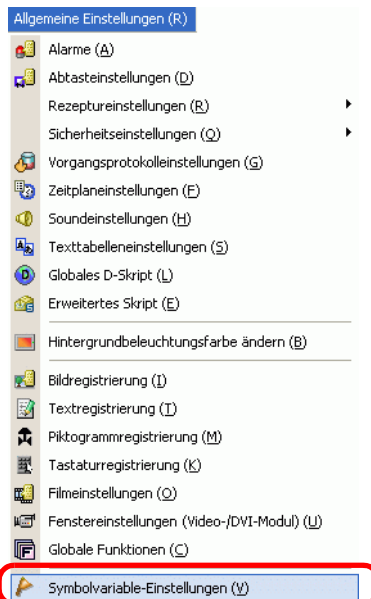 Allgemeine Einstellungen (R)
Alarme (A)
Abtasteinstellungen (D)
Rezeptureinstellungen (R)
Sicherheitseinstellungen (Q)
Vorgangsprotokolleinstellungen (G)
Zeitplaneinstellungen (F)
Soundeinstellungen (H)
Texttabelleneinstellungen (S)
Globales D-Skript (L)
Erweitertes Skript (E)
Hintergrundbeleuchtungsfarbe ändern (B)
Bildregistrierung (I)
Textregistrierung (T)
Piktogrammregistrierung (M)
Tastaturregistrierung (K)
Filmeinstellungen (O)
Fenstereinstellungen (Video-/DVI-Modul) (U)
Globale Funktionen (C)
Symbolvariable-Einstellungen (V)